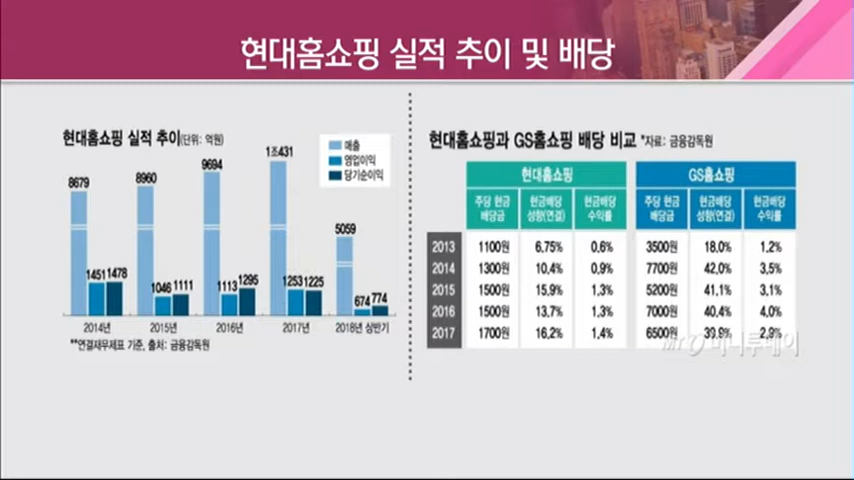 현대홈쇼핑 실적 추이 및 배당
현대홈쇼핑 실적 추이(단위: 억원)
매출
영업이익
당기순이익
8679 8960 9694 1조431 5059
1451 1478 1046 1111 1113 1295 1253 1225 674 774
2014년 2015년 2016년 2017년 2018년 상반기
**연결재무제표 기준, 출처: 금융감독원
현대홈쇼핑과 GS홈쇼핑 배당 비교 *자료: 금융감독원
현대홈쇼핑 GS홈쇼핑
주당 현금 현금배당 현금배당 주당 현금 현금배당 현금배당
배당금 성향(연결) 수익률 배당금 성향(연결) 수익률
2013 1100원 6.75% 0.6% 3500원 18.0% 1.2%
2014 1300원 10.4% 0.9% 7700원 42.0% 3.5%
2015 1500원 15.9% 1.3% 5200원 41.1% 3.1%
2016 1500원 13.7% 1.3% 7000원 40.4% 4.0%
2017 1700원 16.2% 1.4% 6500원 39.9% 2.9%
머니투데이